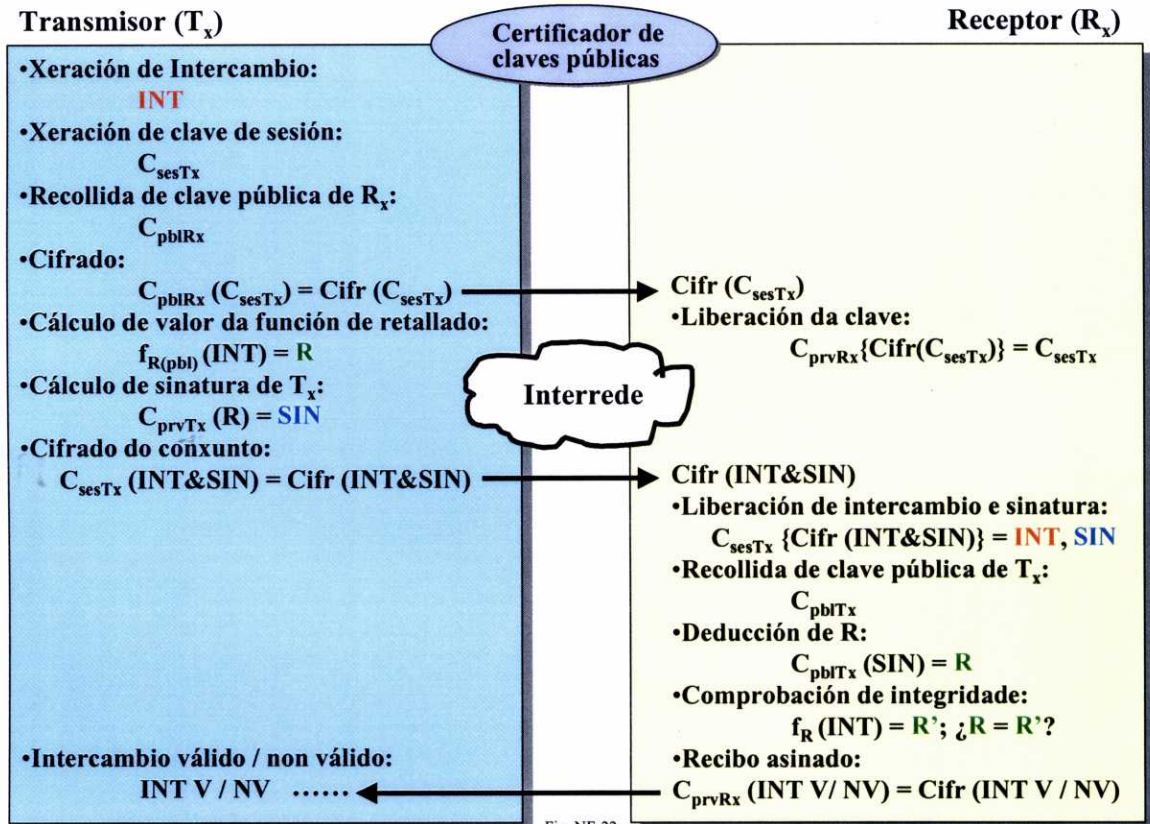 Transmisor (Tx)
Certificador de
claves públicas
Receptor (Rx)
•Xeración de Intercambio:
INT
•Xeración de clave de sesión:
CsesTx
•Recollida de clave pública de Rx:
CpblRx
•Cifrado:
CpblRx (CsesTx) = Cifr (CsesTx)
•Cálculo de valor da función de retallado:
fR(pbl) (INT) = R
•Cálculo de sinatura de Tx:
CprvTx (R) = SIN
•Cifrado do conxunto:
CsesTx (INT&SIN) = Cifr (INT&SIN)
•Intercambio válido / non válido:
INT V / NV ......
Interrede
Cifr (CsesTx)
•Liberación da clave:
CprvRx{Cifr(CsesTx)} = CsesTx
Cifr (INT&SIN)
•Liberación de intercambio e sinatura:
CsesTx {Cifr (INT&SIN)} = INT, SIN
•Recollida de clave pública de Tx:
CpblTx
•Deducción de R:
CpblTx (SIN) = R
•Comprobación de integridade:
fR (INT) = R’; ¿R = R’?
•Recibo asinado:
CprvRx (INT V/ NV) = Cifr (INT V / NV)